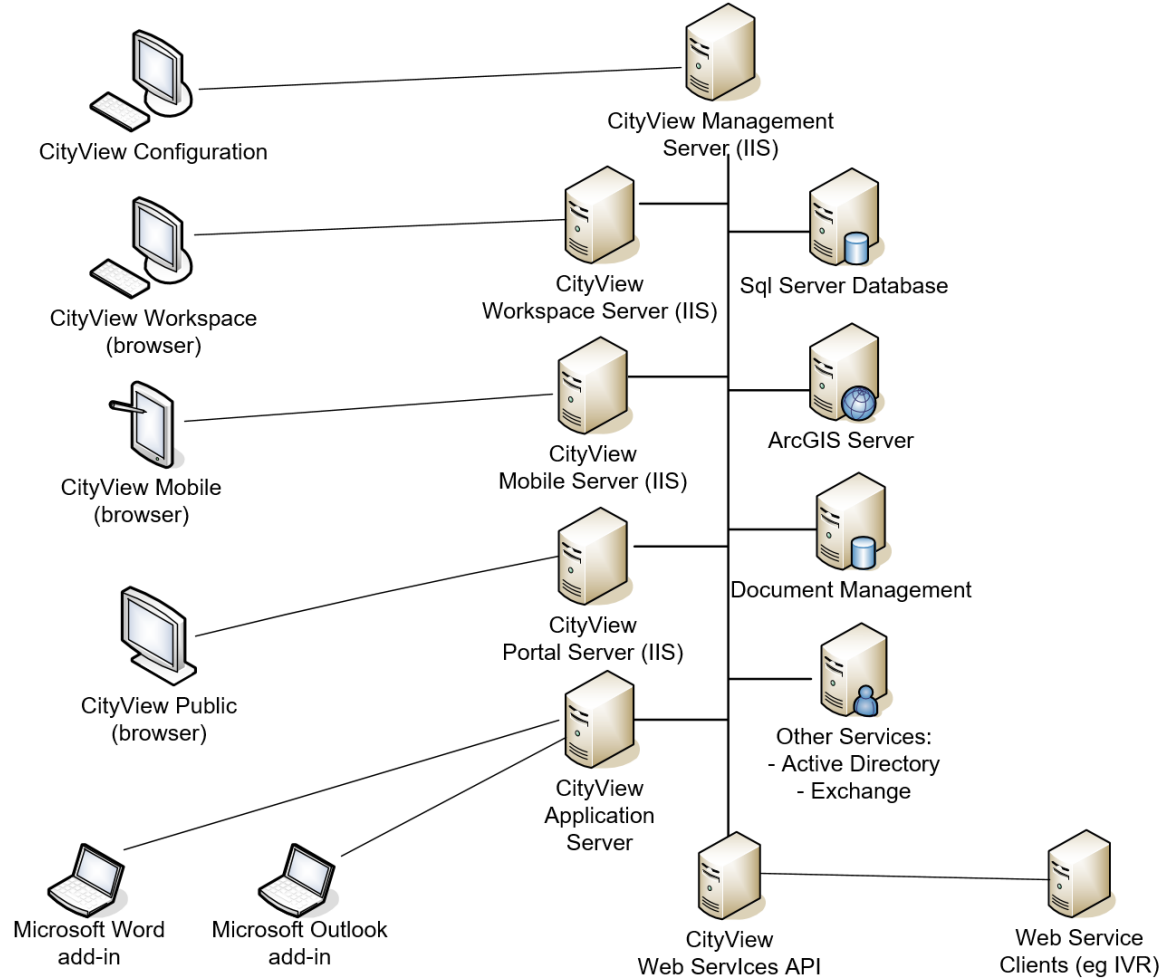 CityView Management
Server (IIS)
CityView Configuration
CityView
Workspace Server (IIS)
Sql Server Database
CityView Workspace
(browser)
ArcGIS Server
CityView
Mobile Server (IIS)
CityView Mobile
(browser)
Document Management
CityView
Portal Server (IIS)
CityView Public
(browser)
Other Services:
- Active Directory
- Exchange
CityView
Application
Server
Microsoft Word
add-in
Microsoft Outlook
add-in
CityView
Web ServIces API
Web Service
Clients (eg IVR)